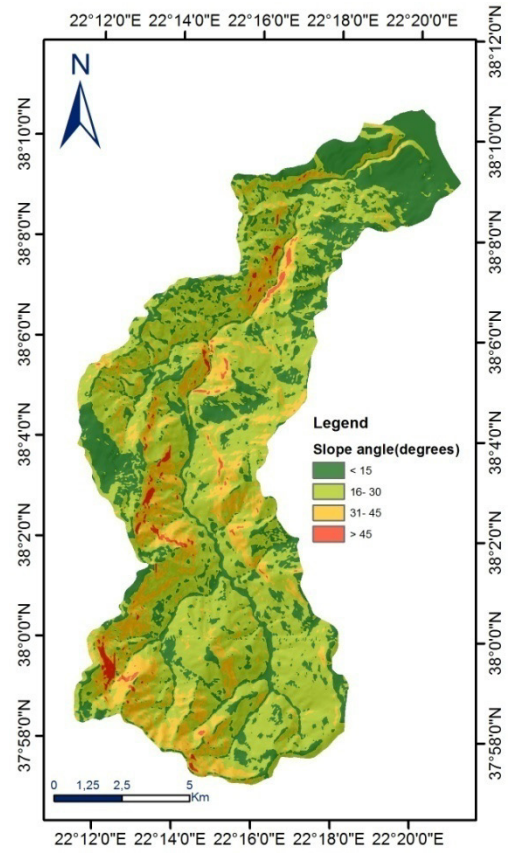 22°12'0"E 22°14'0"E 22°16'0"E 22°18'0"E 22°20'0"E
N
38°12'0"N
38°10'0"N 38°10'0"N
38°8'0"N 38°8'0"N
38°6'0"N 38°6'0"N
38°4'0"N 38°4'0"N
Legend
Slope angle(degrees)
< 15
16- 30
31- 45
> 45
38°2'0"N 38°2'0"N
38°0'0"N 38°0'0"N
37°58'0"N 37°58'0"N
0 1,25 2,5 5
Km
22°12'0"E 22°14'0"E 22°16'0"E 22°18'0"E 22°20'0"E